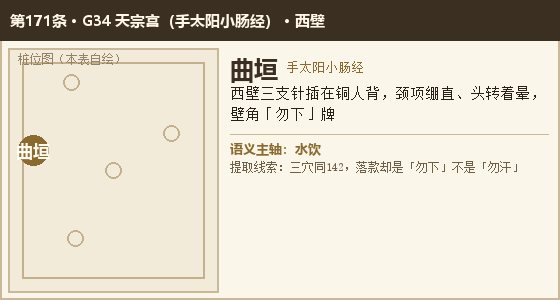 第171条・G34 天宗宫（手太阳小肠经）・西壁
桩位图（本表自绘）
曲垣
曲垣 手太阳小肠经
西壁三支针插在铜人背，颈项绷直、头转着晕，
壁角「勿下」牌
语义主轴：水饮
提取线索：三穴同142，落款却是「勿下」不是「勿汗」